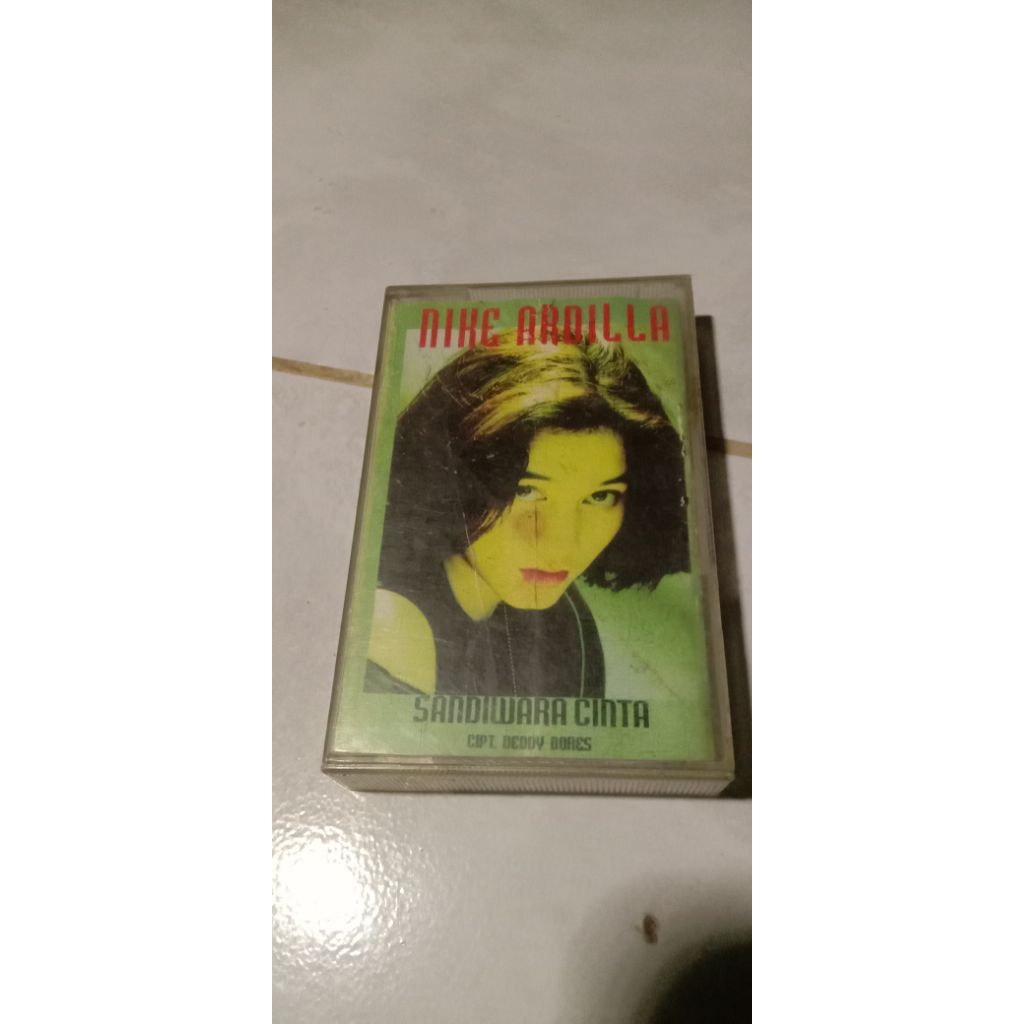 NIKE ARDILLA
SANDIWARA CINTA
CIPT. DEDDY DORES